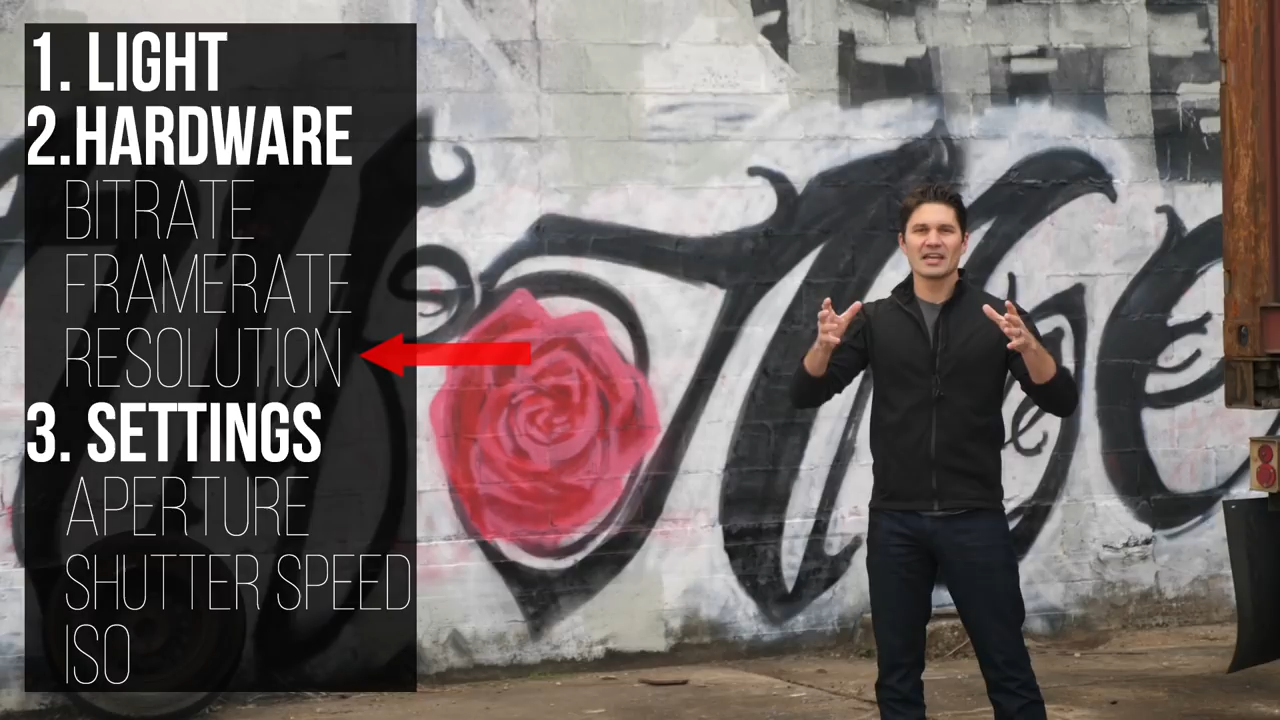 1. LIGHT
2.HARDWARE
BITRATE
FRAMERATE
RESOLUTION
3. SETTINGS
APERTURE
SHUTTER SPEED
ISO